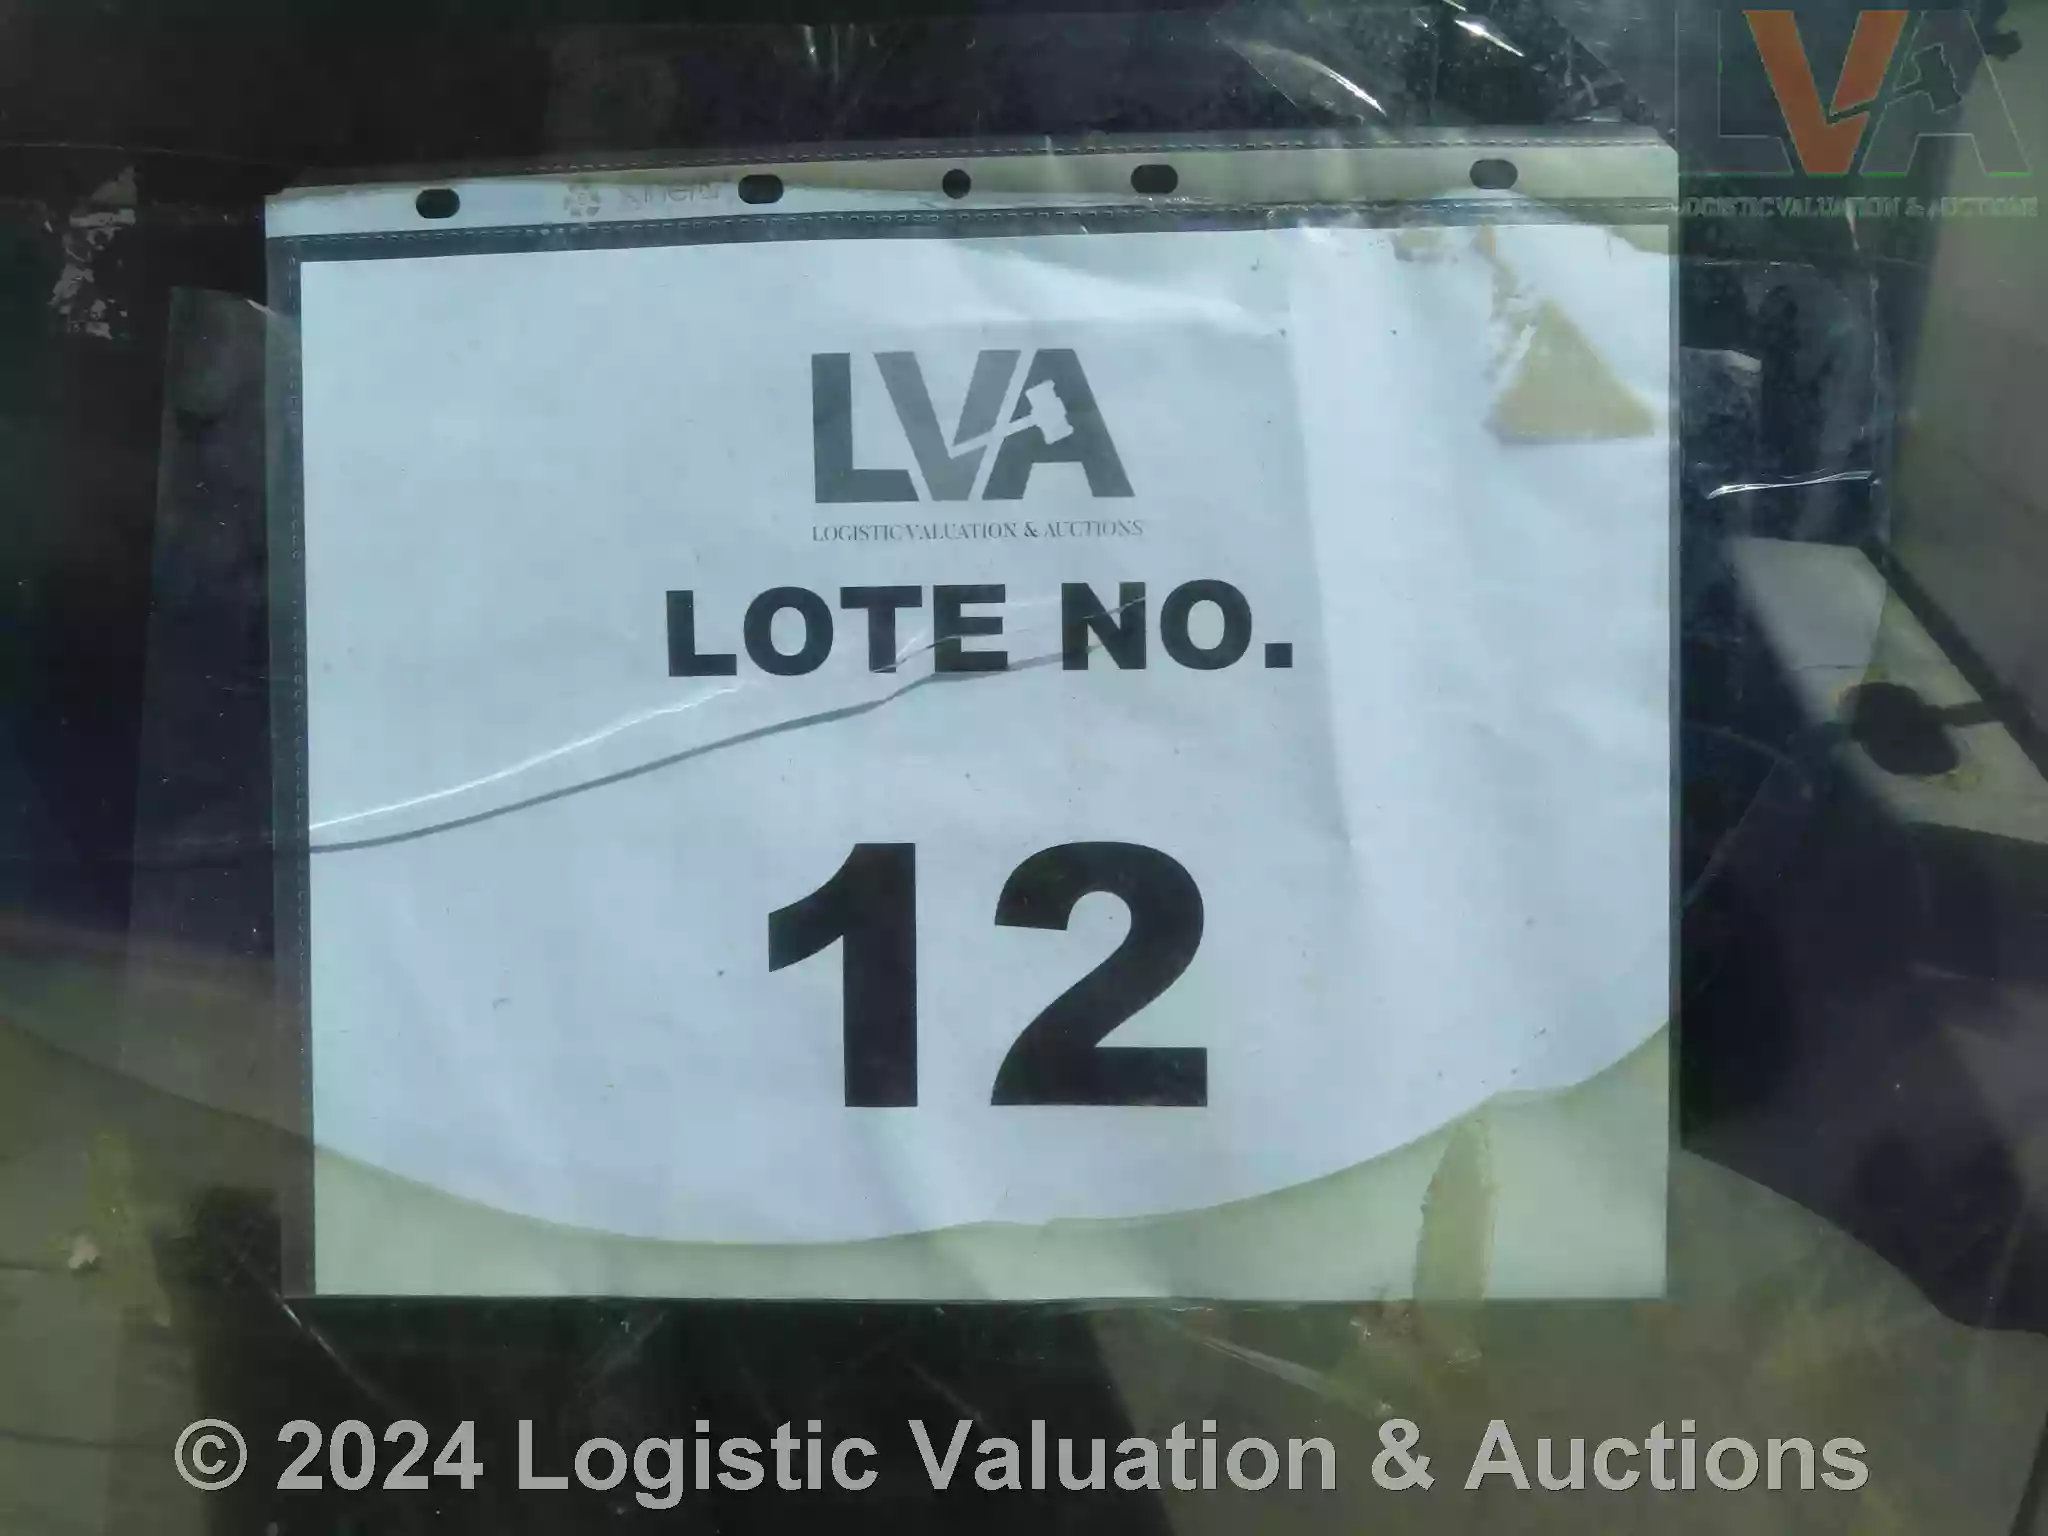 LVA
LOGISTIC VALUATION & AUCTIONS
LVA
LOGISTIC VALUATION & AUCTIONS
LOTE NO.
12
© 2024 Logistic Valuation & Auctions